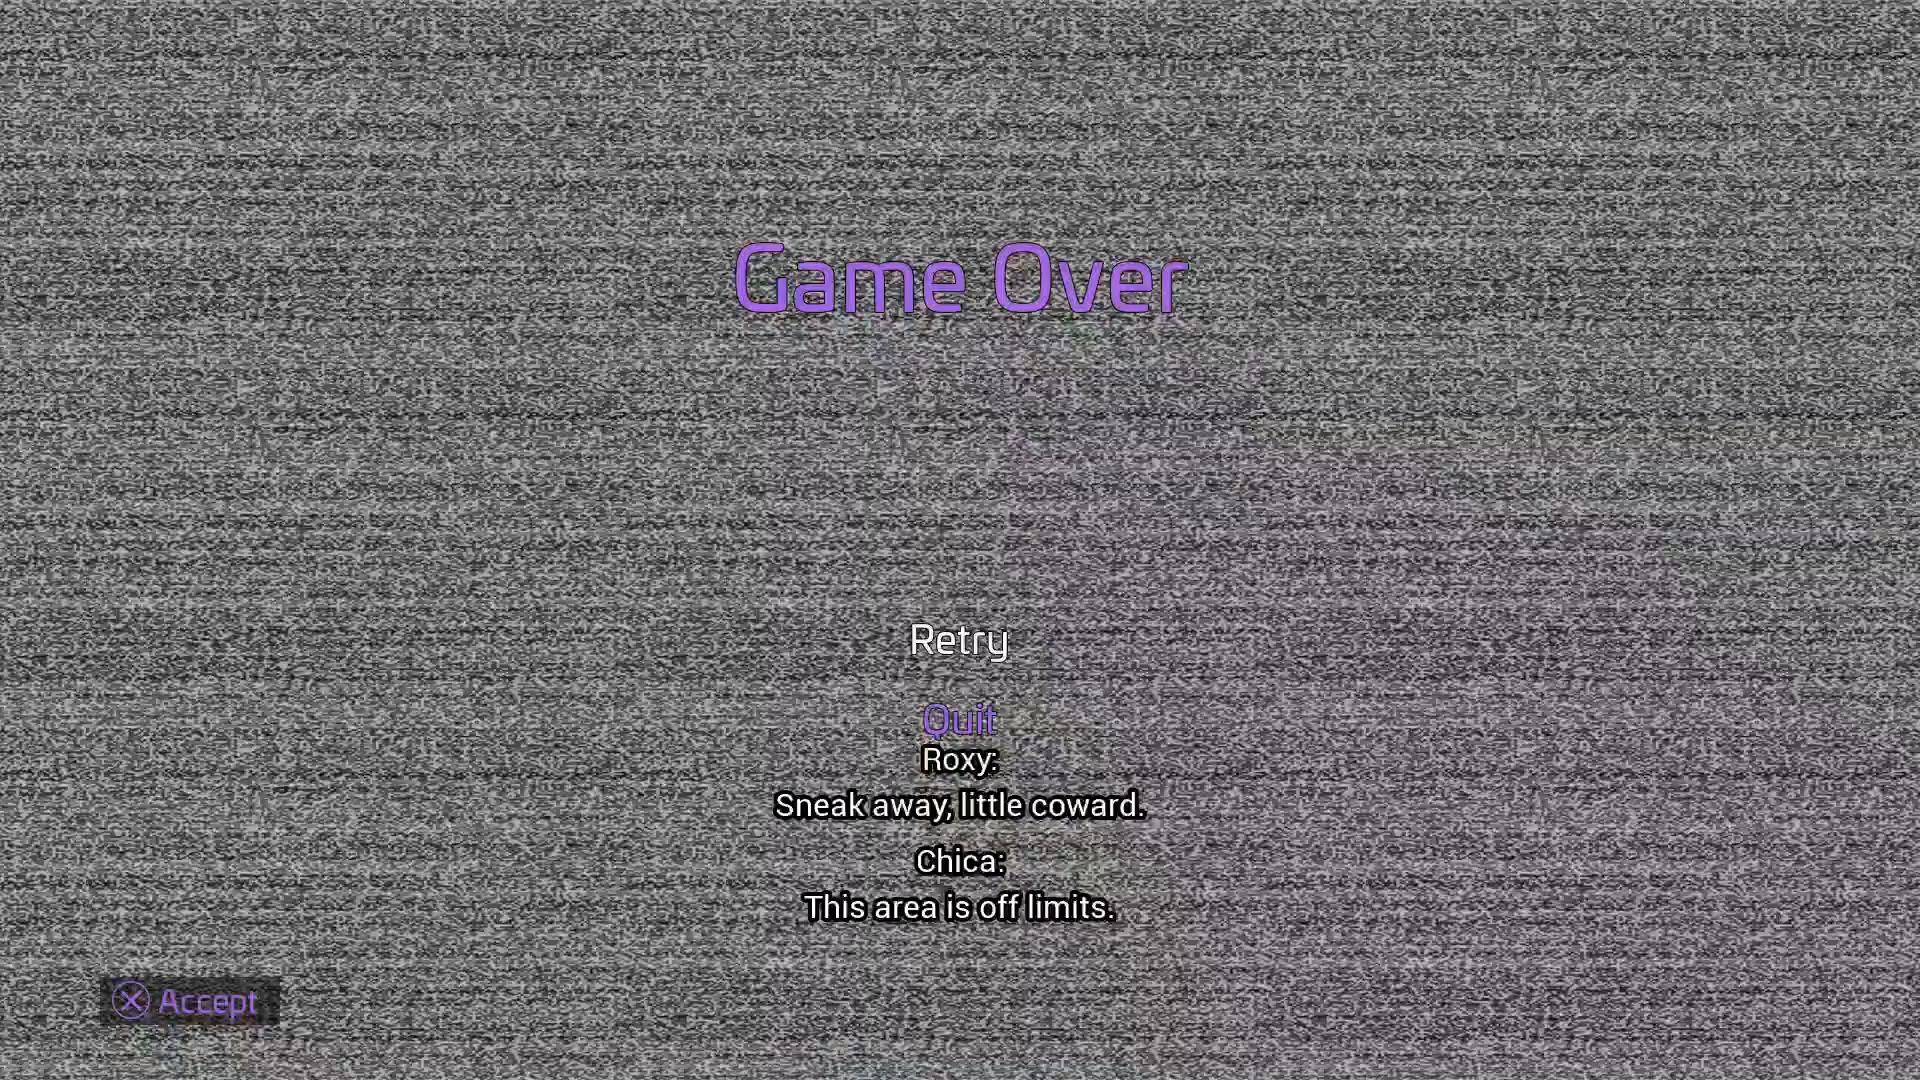 Game Over
Retry
Quit
Roxy:
Sneak away, little coward.
Chica:
This area is off limits.
Accept